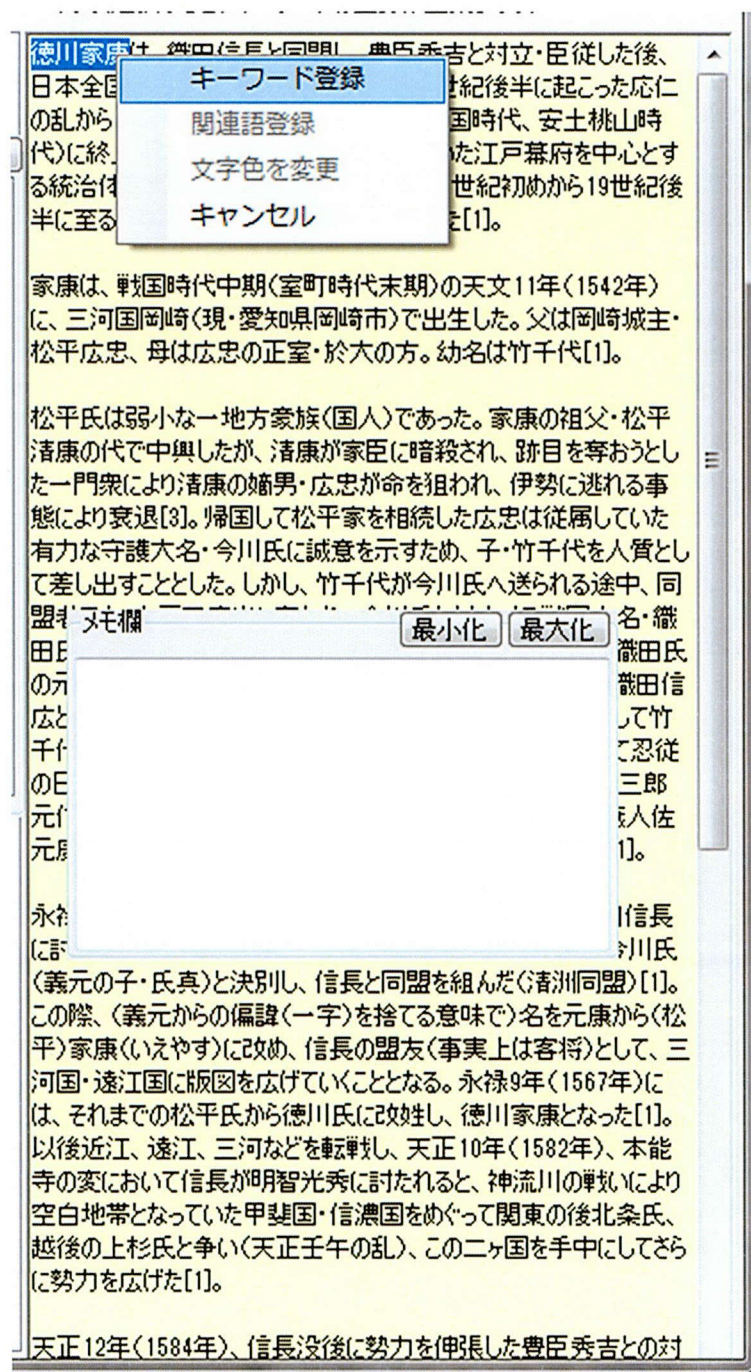 徳川家康は、織田信長と同盟し、豊臣秀吉と対立・臣従した後、
キーワード登録
関連語登録
文字色を変更
キャンセル
日本全国
世紀後半に起こった応仁
の乱から
国時代、安土桃山時
代)に終
いた江戸幕府を中心とす
る統治体
世紀初めから19世紀後
半に至る
た[1]。
家康は、戦国時代中期(室町時代末期)の天文11年(1542年)
に、三河国岡崎(現・愛知県岡崎市)で出生した。父は岡崎城主・
松平広忠、母は広忠の正室・於大の方。幼名は竹千代[1]。
松平氏は弱小な一地方豪族(国人)であった。家康の祖父・松平
清康の代で中興したが、清康が家臣に暗殺され、跡目を奪おうとし
た一門衆により清康の嫡男・広忠が命を狙われ、伊勢に逃れる事
態により衰退[3]。帰国して松平家を相続した広忠は従属していた
有力な守護大名・今川氏に誠意を示すため、子・竹千代を人質とし
て差し出すこととした。しかし、竹千代が今川氏へ送られる途中、同
名・織
メモ欄
最小化
最大化
田氏
織田氏
の元
織田信
広と
して竹
千代
て忍従
の日
三郎
元信
蔵人佐
元康
1]。
永禄
信長
に討
今川氏
(義元の子・氏真)と決別し、信長と同盟を組んだ(清洲同盟)[1]。
この際、(義元からの偏諱(一字)を捨てる意味で)名を元康から(松
平)家康(いえやす)に改め、信長の盟友(事実上は客将)として、三
河国・遠江国に版図を広げていくこととなる。永禄9年(1567年)に
は、それまでの松平氏から徳川氏に改姓し、徳川家康となった[1]。
以後近江、遠江、三河などを転戦し、天正10年(1582年)、本能
寺の変において信長が明智光秀に討たれると、神流川の戦いにより
空白地帯となっていた甲斐国・信濃国をめぐって関東の後北条氏、
越後の上杉氏と争い(天正壬午の乱)、この二ヶ国を手中にしてさら
に勢力を広げた[1]。
天正12年(1584年)、信長没後に勢力を伸張した豊臣秀吉との対